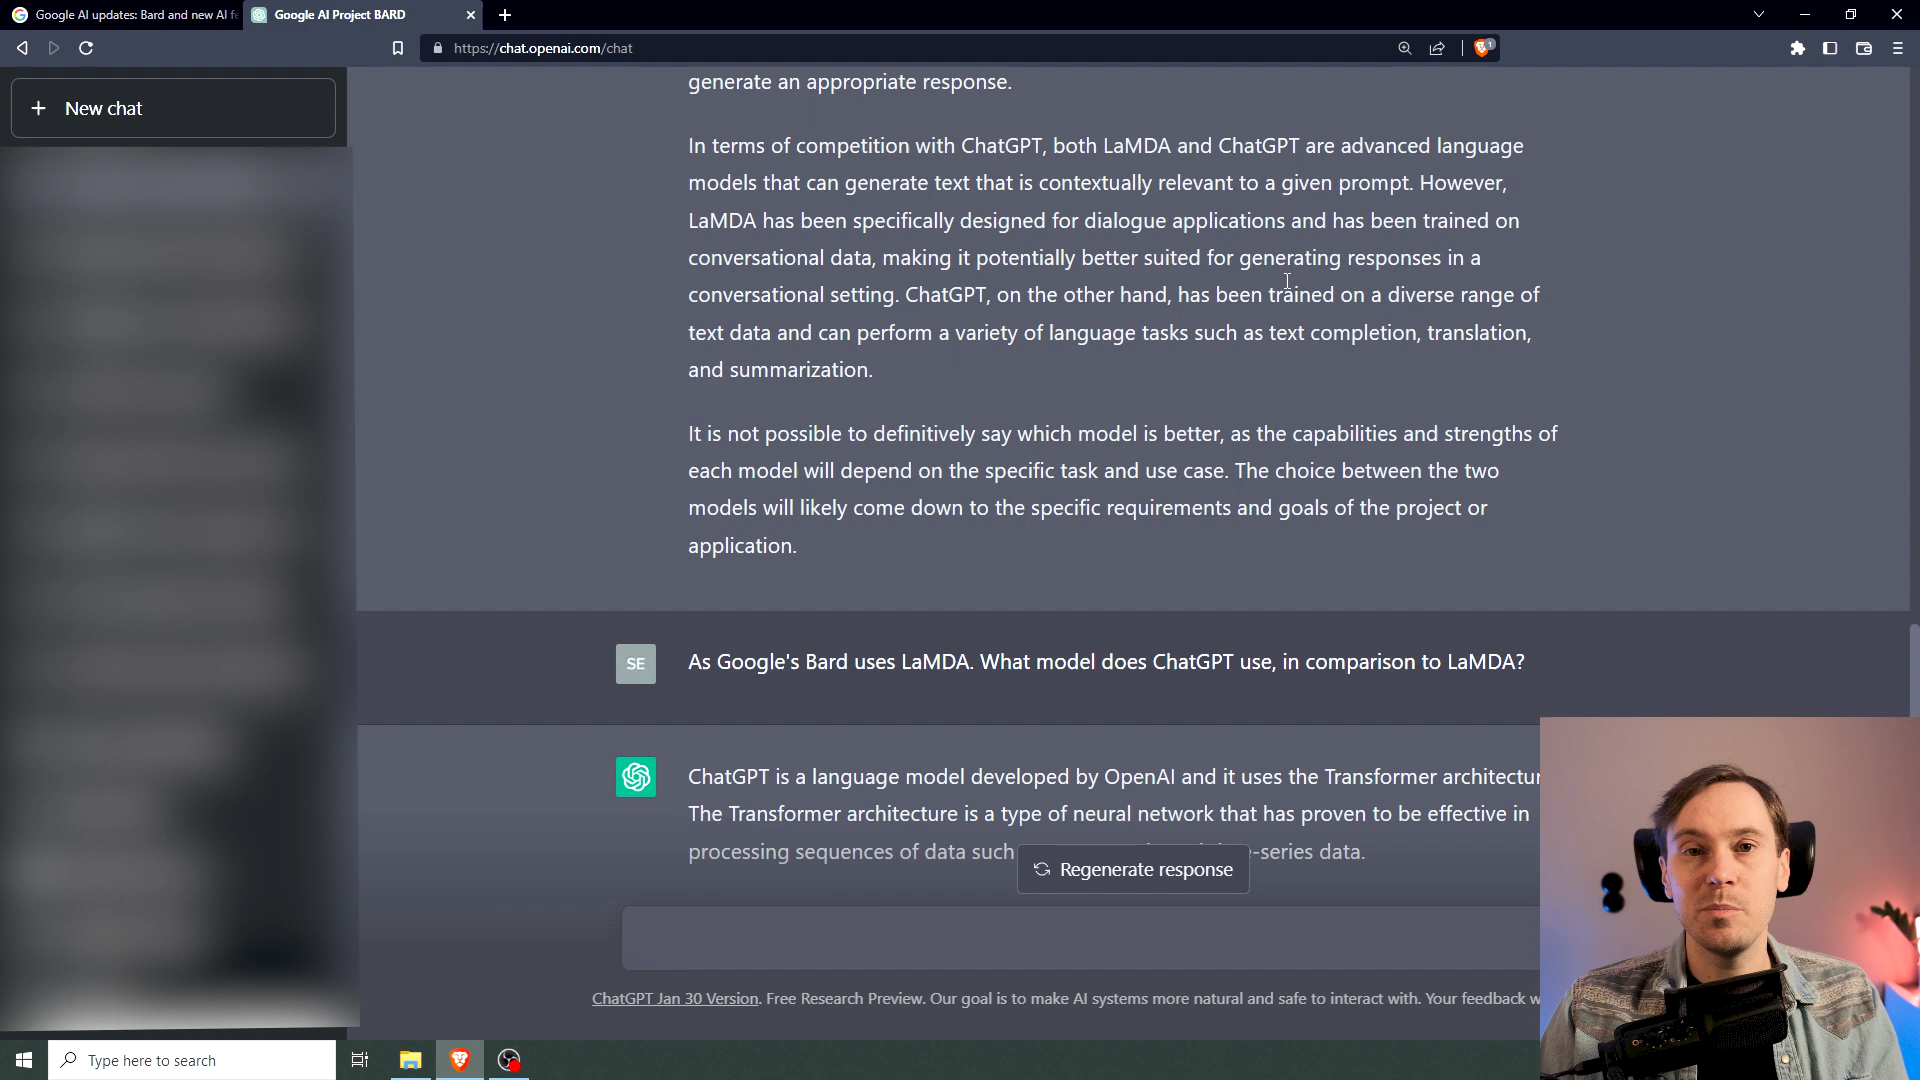 Google AI updates: Bard and new AI fe
Google AI Project BARD
https://chat.openai.com/chat
1
New chat
generate an appropriate response.
In terms of competition with ChatGPT, both LaMDA and ChatGPT are advanced language
models that can generate text that is contextually relevant to a given prompt. However,
LaMDA has been specifically designed for dialogue applications and has been trained on
conversational data, making it potentially better suited for generating responses in a
conversational setting. ChatGPT, on the other hand, has been trained on a diverse range of
text data and can perform a variety of language tasks such as text completion, translation,
and summarization.
It is not possible to definitively say which model is better, as the capabilities and strengths of
each model will depend on the specific task and use case. The choice between the two
models will likely come down to the specific requirements and goals of the project or
application.
SE
As Google's Bard uses LaMDA. What model does ChatGPT use, in comparison to LaMDA?
ChatGPT is a language model developed by OpenAI and it uses the Transformer architectur
The Transformer architecture is a type of neural network that has proven to be effective in
processing sequences of data such e-series data.
Regenerate response
ChatGPT Jan 30 Version. Free Research Preview. Our goal is to make AI systems more natural and safe to interact with. Your feedback w
Type here to search